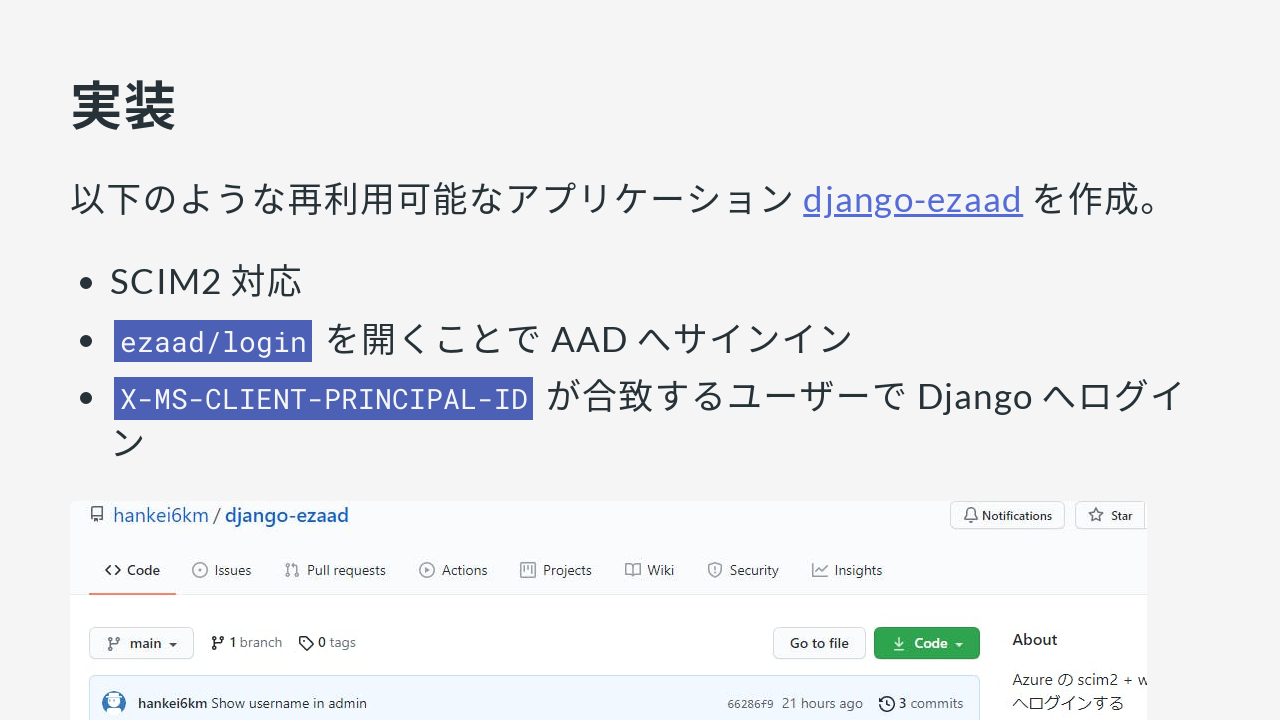 実装
以下のような再利用可能なアプリケーション django-ezaad を作成。
SCIM2 対応
ezaad/login を開くことで AAD へサインイン
X-MS-CLIENT-PRINCIPAL-ID が合致するユーザーで Django へログイ
ン
hankei6km / django-ezaad Notifications Star
Code Issues Pull requests Actions Projects Wiki Security Insights
main 1 branch 0 tags Go to file Code About
Azure の scim2 + w
hankei6km Show username in admin 66286f9 21 hours ago 3 commits へログインする